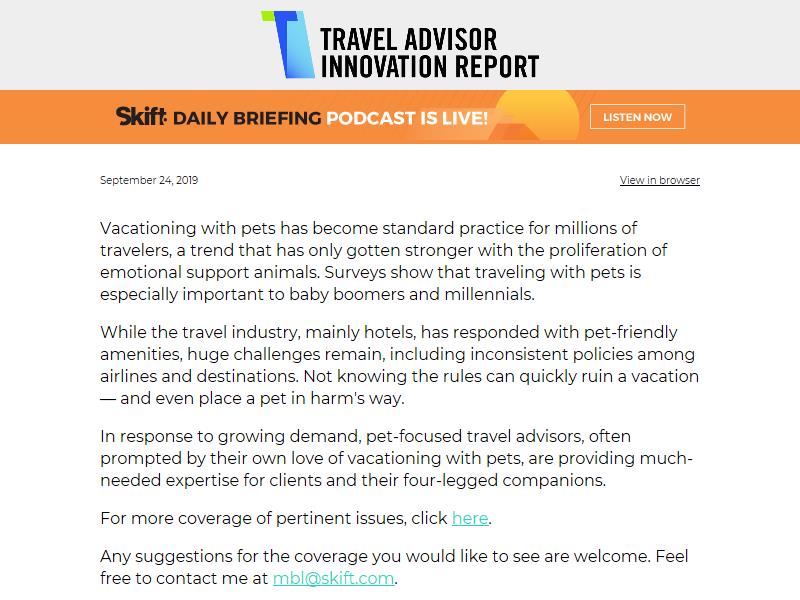 TRAVEL ADVISOR
INNOVATION REPORT
Skift: DAILY BRIEFING PODCAST IS LIVE!
LISTEN NOW
September 24, 2019
View in browser
Vacationing with pets has become standard practice for millions of
travelers, a trend that has only gotten stronger with the proliferation of
emotional support animals. Surveys show that traveling with pets is
especially important to baby boomers and millennials.
While the travel industry, mainly hotels, has responded with pet-friendly
amenities, huge challenges remain, including inconsistent policies among
airlines and destinations. Not knowing the rules can quickly ruin a vacation
— and even place a pet in harm's way.
In response to growing demand, pet-focused travel advisors, often
prompted by their own love of vacationing with pets, are providing much-
needed expertise for clients and their four-legged companions.
For more coverage of pertinent issues, click here.
Any suggestions for the coverage you would like to see are welcome. Feel
free to contact me at mbl@skift.com.